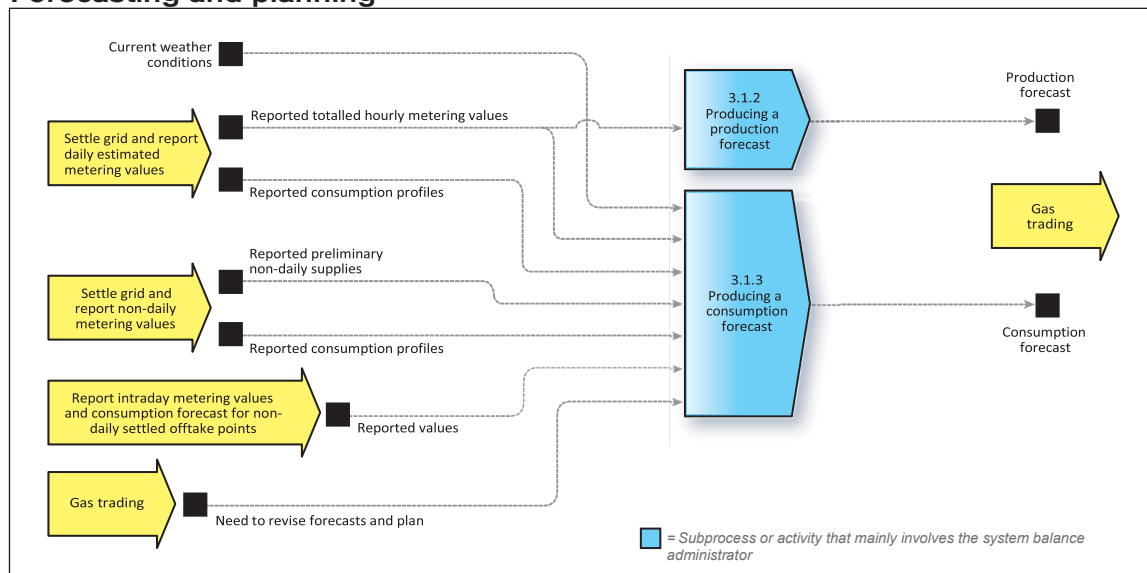 Forecasting and planning
Current weather
conditions
Reported totalled hourly metering values
Settle grid and report
daily estimated
metering values
Reported consumption profiles
Reported preliminary
non-daily supplies
Settle grid and
report non-daily
metering values
Reported consumption profiles
Report intraday metering values
and consumption forecast for non-
daily settled offtake points
Reported values
Gas trading
Need to revise forecasts and plan
3.1.2
Producing a
production
forecast
3.1.3
Producing a
consumption
forecast
Production
forecast
Gas
trading
Consumption
forecast
= Subprocess or activity that mainly involves the system balance
administrator